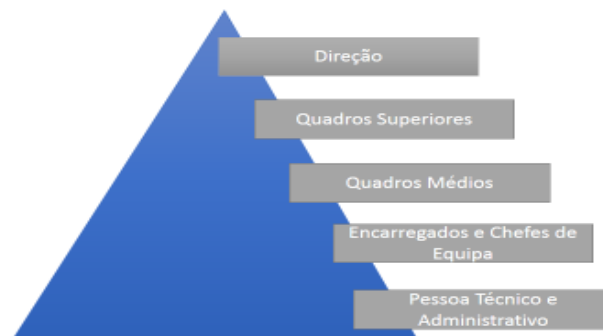 Direção
Quadros Superiores
Quadros Médios
Encarregados e Chefes de
Equipa
Pessoa Técnico e
Administrativo